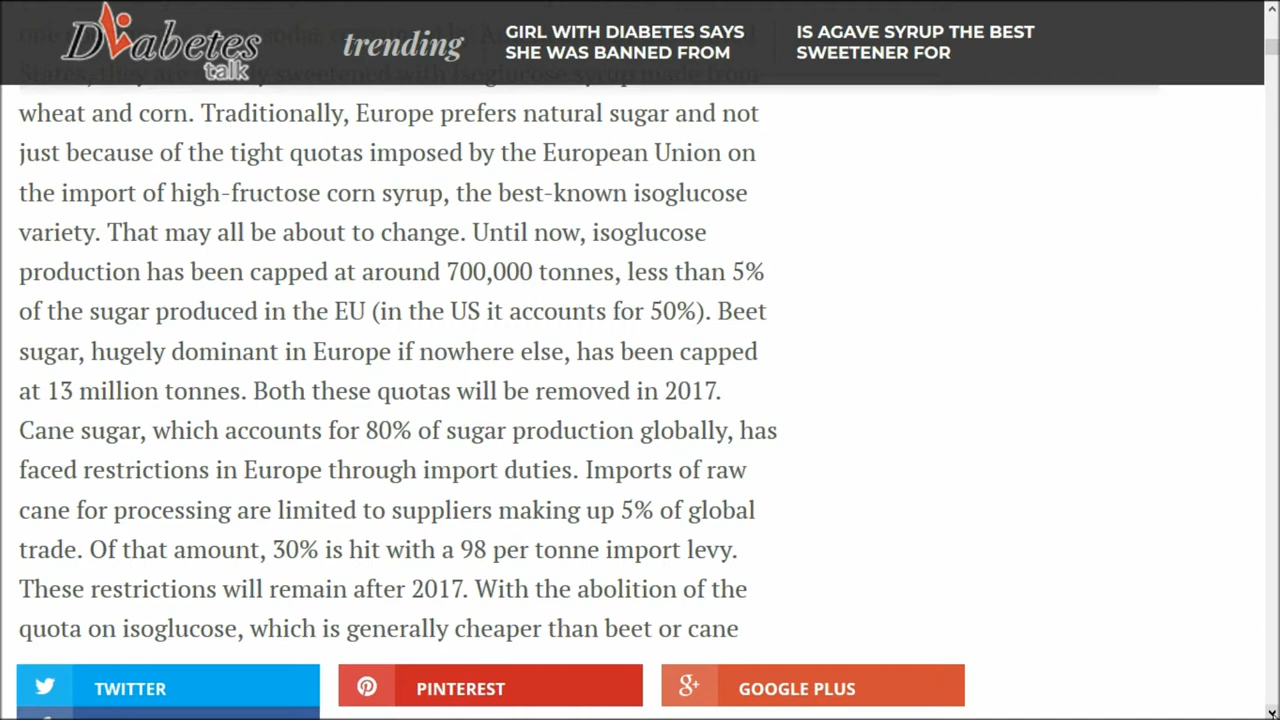 Diabetes
talk
trending
GIRL WITH DIABETES SAYS
SHE WAS BANNED FROM
IS AGAVE SYRUP THE BEST
SWEETENER FOR
wheat and corn. Traditionally, Europe prefers natural sugar and not
just because of the tight quotas imposed by the European Union on
the import of high-fructose corn syrup, the best-known isoglucose
variety. That may all be about to change. Until now, isoglucose
production has been capped at around 700,000 tonnes, less than 5%
of the sugar produced in the EU (in the US it accounts for 50%). Beet
sugar, hugely dominant in Europe if nowhere else, has been capped
at 13 million tonnes. Both these quotas will be removed in 2017.
Cane sugar, which accounts for 80% of sugar production globally, has
faced restrictions in Europe through import duties. Imports of raw
cane for processing are limited to suppliers making up 5% of global
trade. Of that amount, 30% is hit with a 98 per tonne import levy.
These restrictions will remain after 2017. With the abolition of the
quota on isoglucose, which is generally cheaper than beet or cane
TWITTER
PINTEREST
GOOGLE PLUS